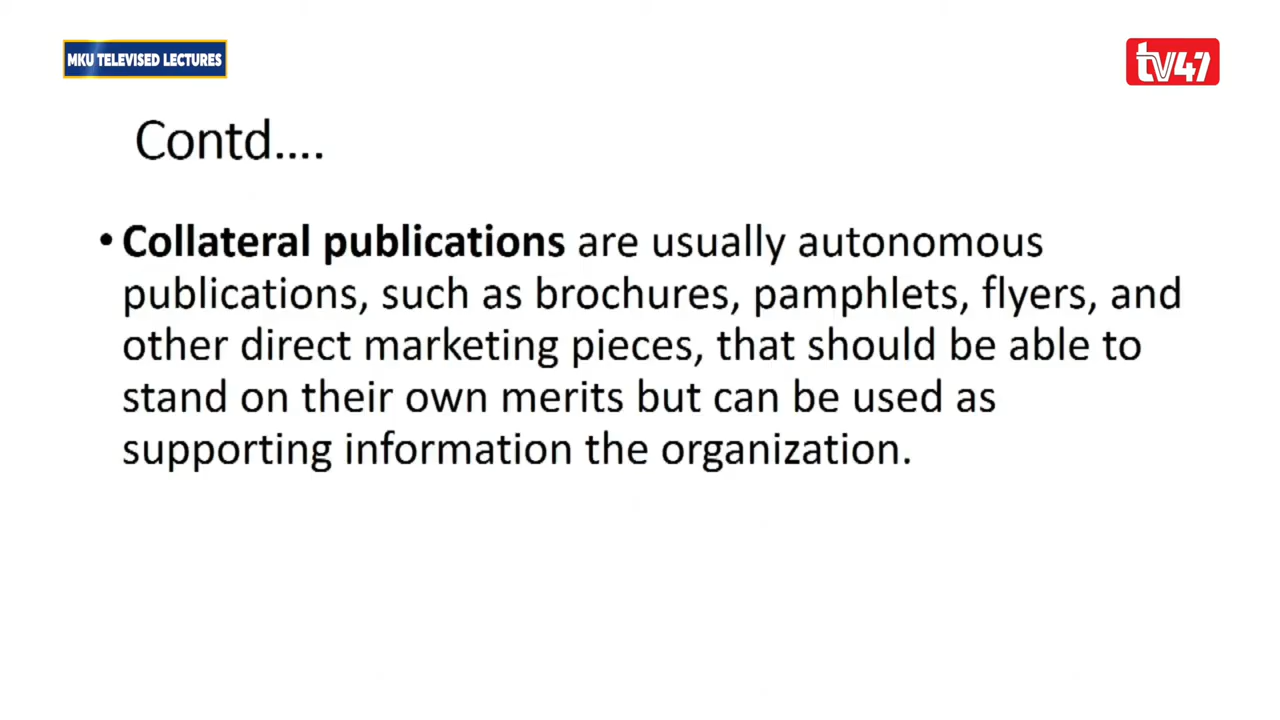 MKU TELEVISED LECTURES
tv47
Contd....
• Collateral publications are usually autonomous
publications, such as brochures, pamphlets, flyers, and
other direct marketing pieces, that should be able to
stand on their own merits but can be used as
supporting information the organization.